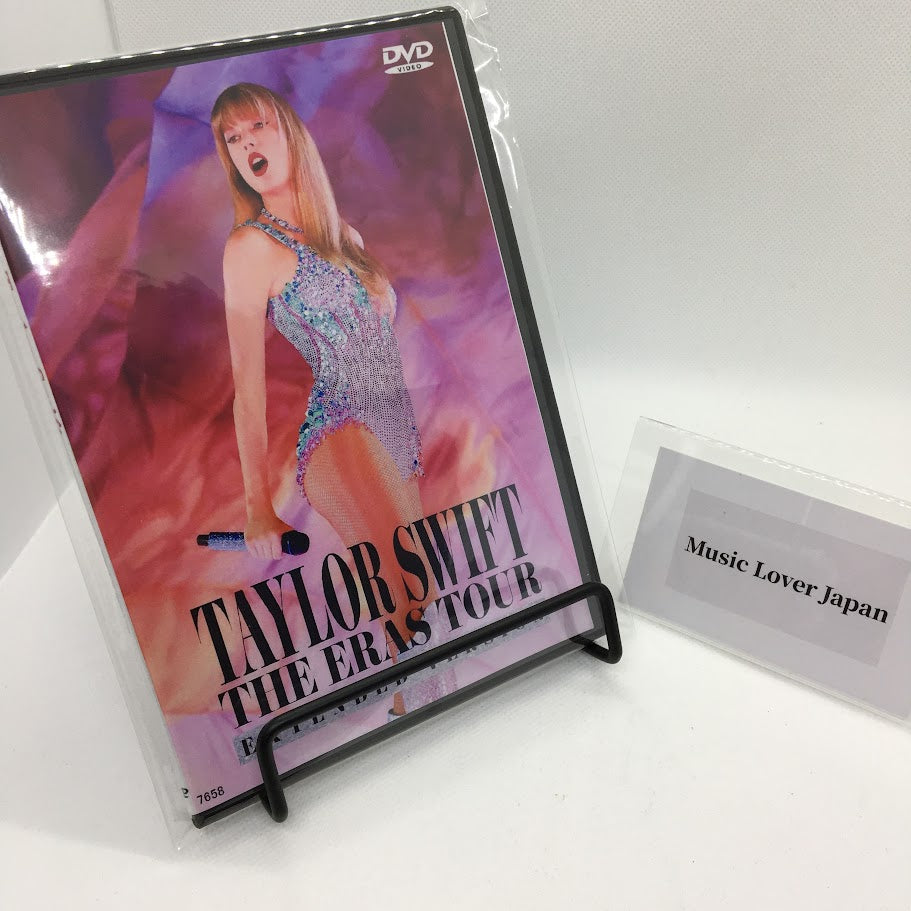 DVD
VIDEO
TAYLOR SWIFT
THE ERAS TOUR
7658
Music Lover Japan